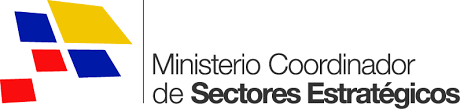 Ministerio Coordinador
de Sectores Estratégicos